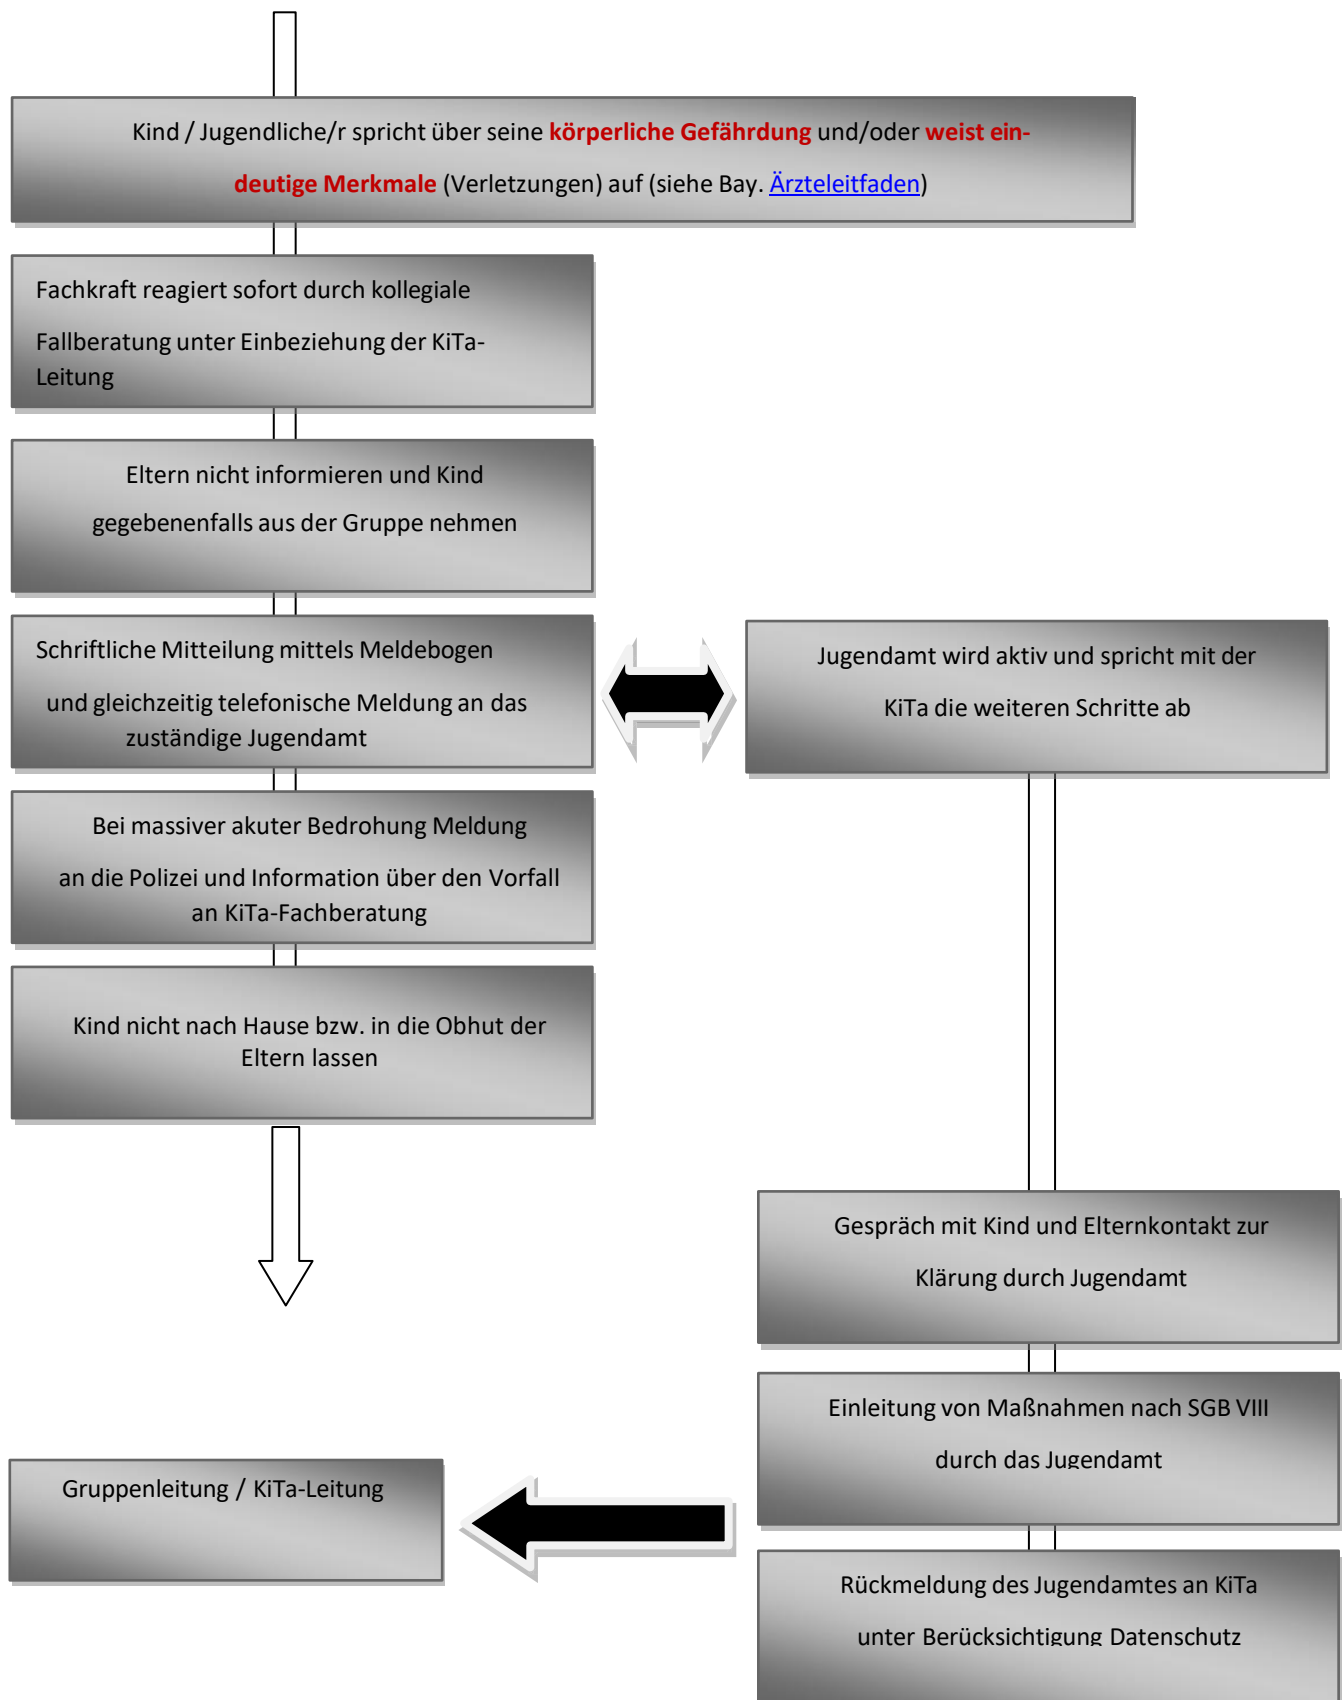 Kind / Jugendliche/r spricht über seine körperliche Gefährdung und/oder weist ein-
deutige Merkmale (Verletzungen) auf (siehe Bay. Ärzteleitfaden)
Fachkraft reagiert sofort durch kollegiale
Fallberatung unter Einbeziehung der KiTa-
Leitung
Eltern nicht informieren und Kind
gegebenenfalls aus der Gruppe nehmen
Schriftliche Mitteilung mittels Meldebogen
und gleichzeitig telefonische Meldung an das
zuständige Jugendamt
Jugendamt wird aktiv und spricht mit der
KiTa die weiteren Schritte ab
Bei massiver akuter Bedrohung Meldung
an die Polizei und Information über den Vorfall
an KiTa-Fachberatung
Kind nicht nach Hause bzw. in die Obhut der
Eltern lassen
Gespräch mit Kind und Elternkontakt zur
Klärung durch Jugendamt
Einleitung von Maßnahmen nach SGB VIII
durch das Jugendamt
Gruppenleitung / KiTa-Leitung
Rückmeldung des Jugendamtes an KiTa
unter Berücksichtigung Datenschutz